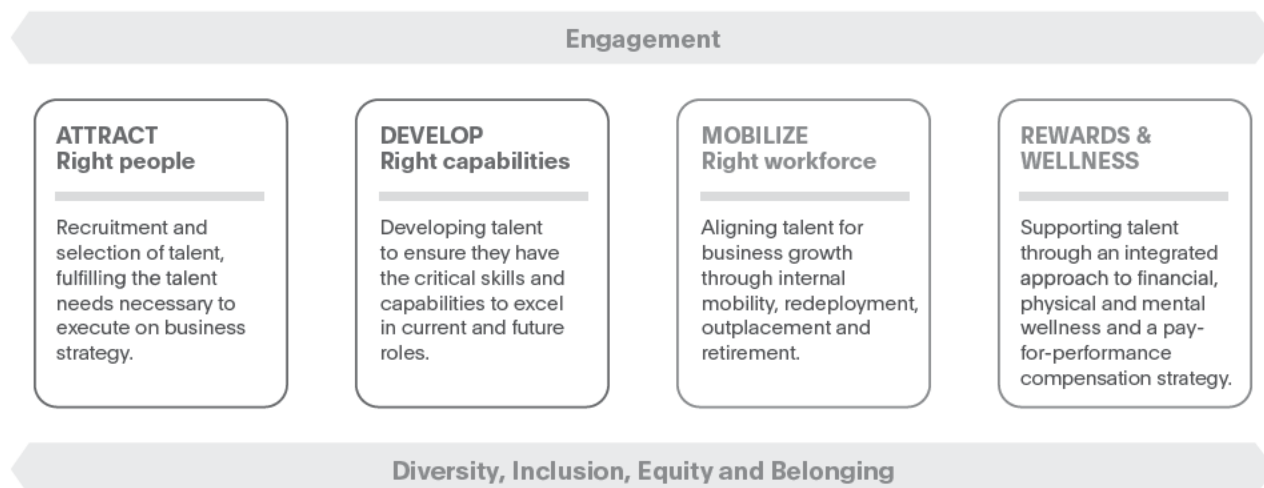 Engagement
ATTRACT
Right people
Recruitment and
selection of talent,
fulfilling the talent
needs necessary to
execute on business
strategy.
DEVELOP
Right capabilities
Developing talent
to ensure they have
the critical skills and
capabilities to excel
in current and future
roles.
MOBILIZE
Right workforce
Aligning talent for
business growth
through internal
mobility, redeployment,
outplacement and
retirement.
REWARDS &
WELLNESS
Supporting talent
through an integrated
approach to financial,
physical and mental
wellness and a pay-
for-performance
compensation strategy.
Diversity, Inclusion, Equity and Belonging